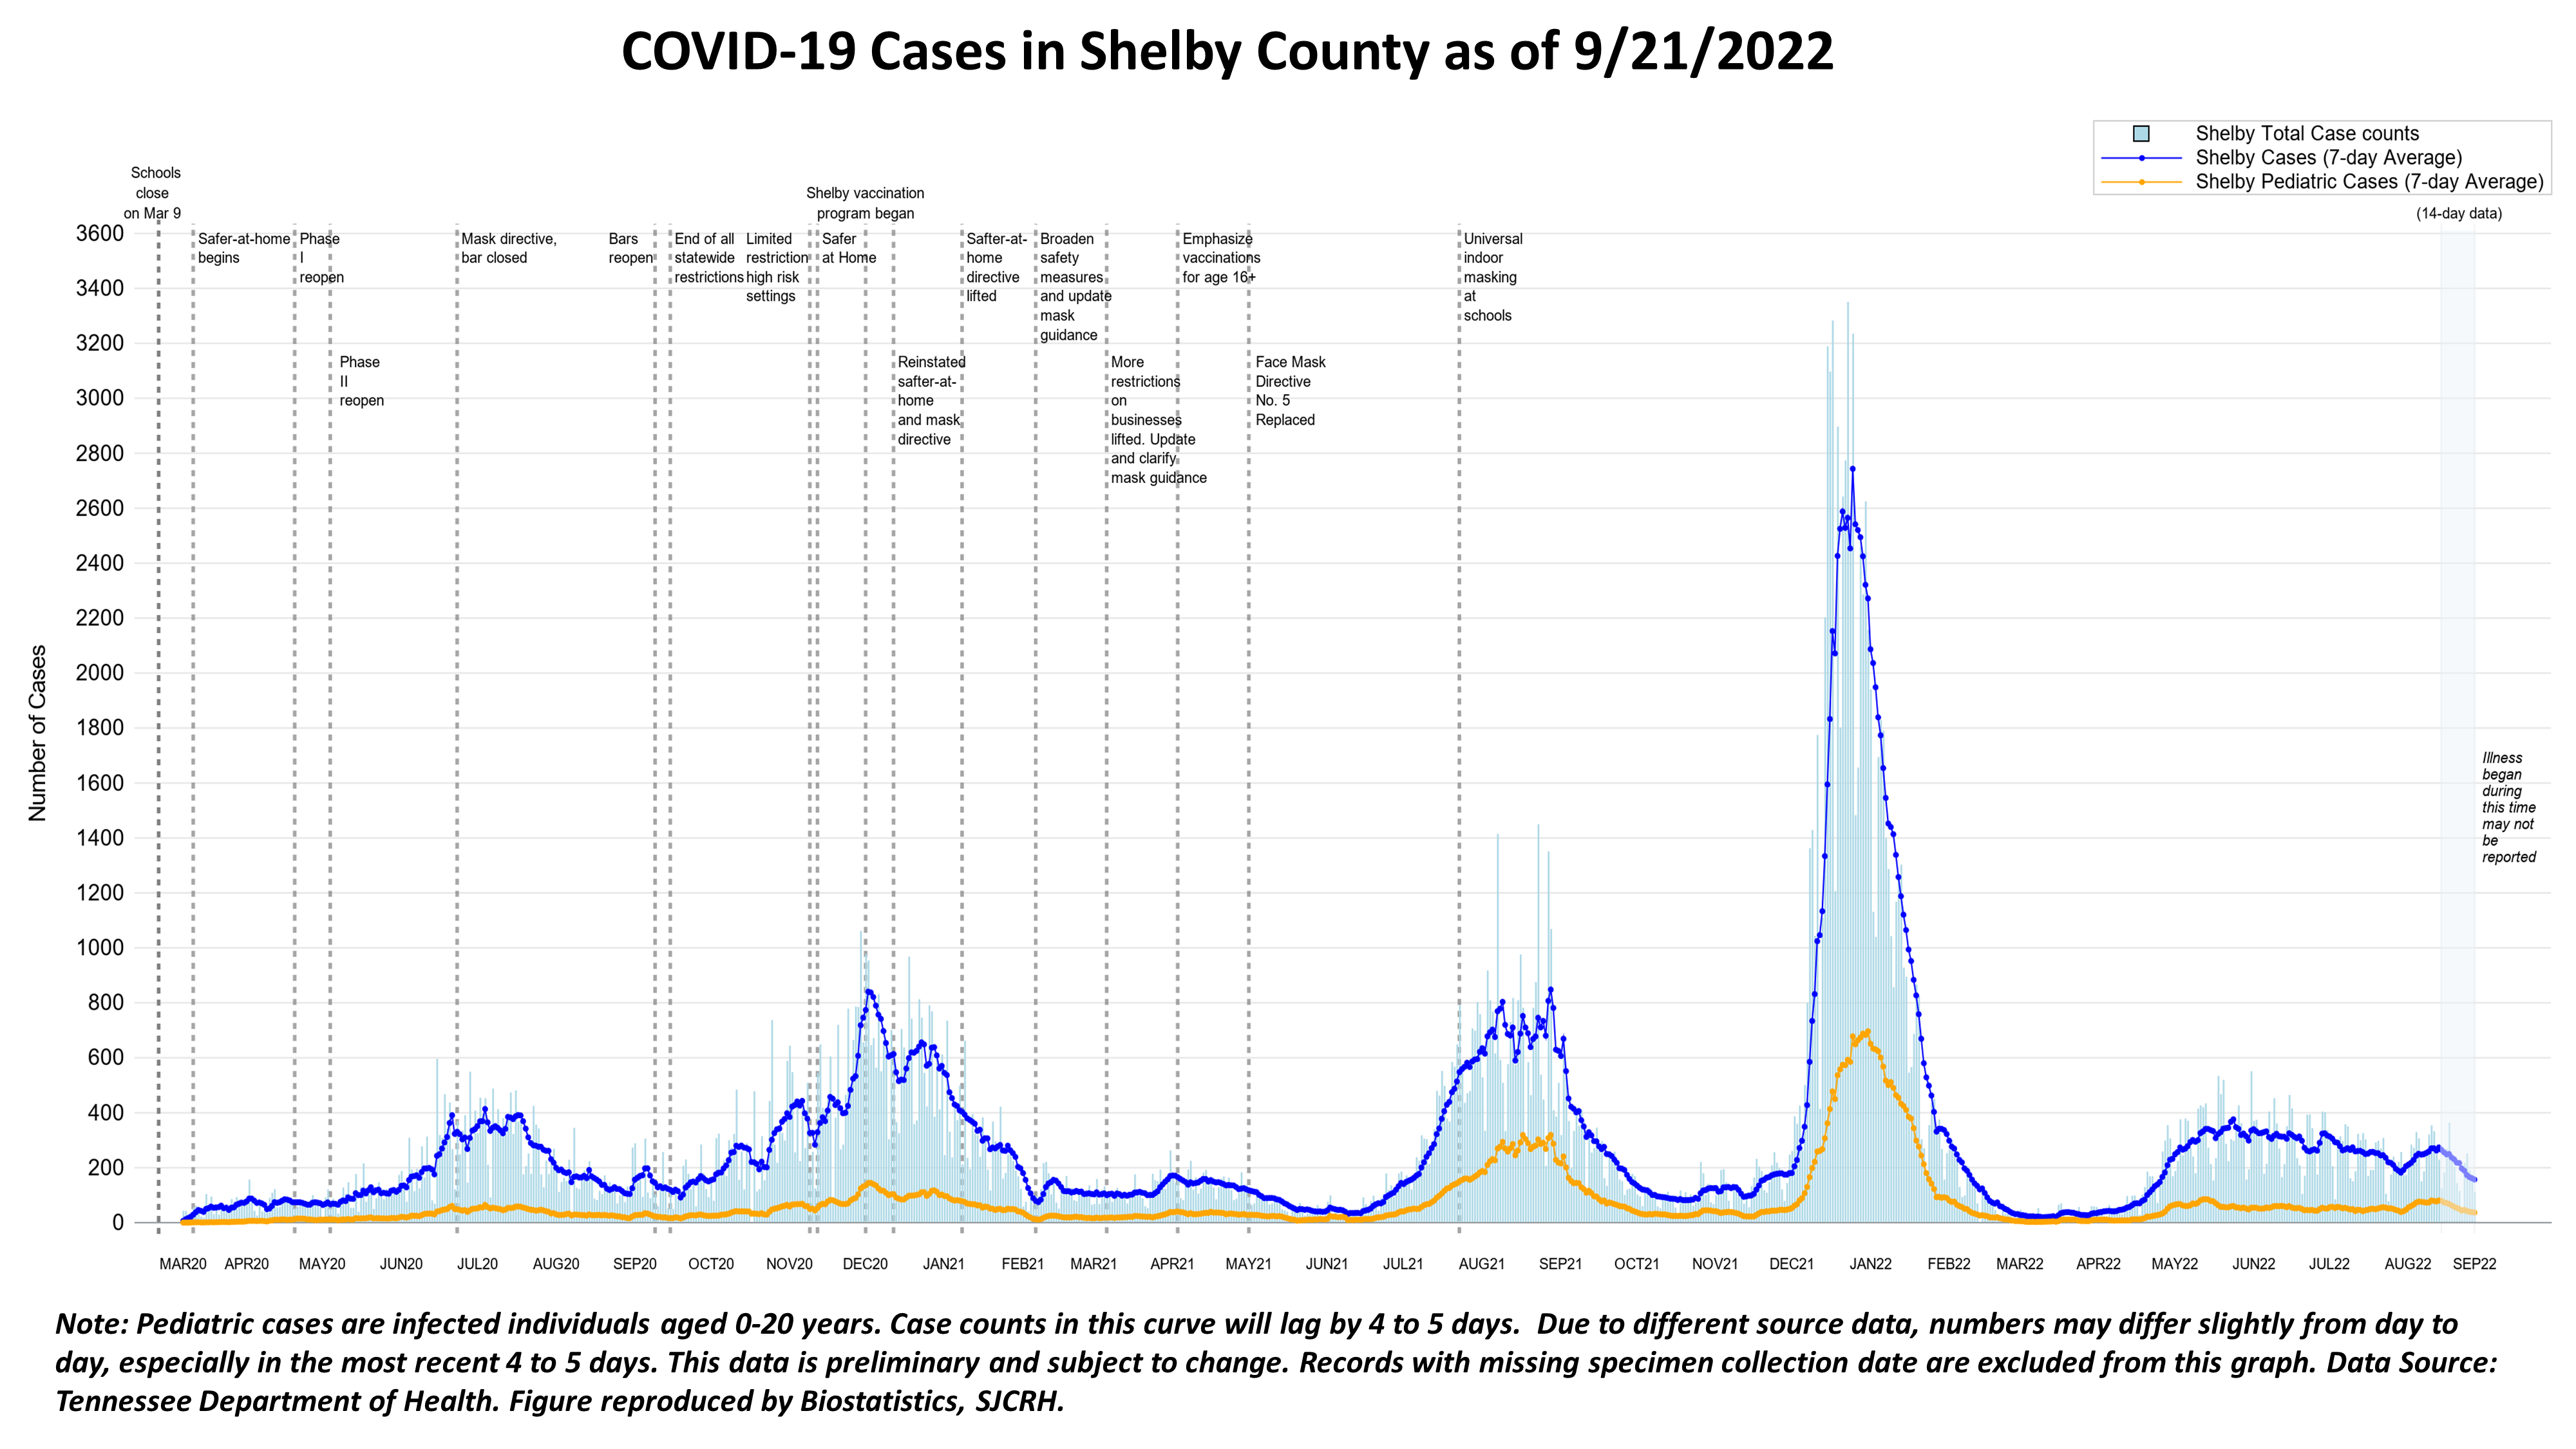 COVID-19 Cases in Shelby County as of 9/21/2022
Shelby Total Case counts
Shelby Cases (7-day Average)
Shelby Pediatric Cases (7-day Average)
(14-day data)
Schools
close
on Mar 9
Shelby vaccination
program began
Safer-at-home
begins
Phase
I
reopen
Phase
II
reopen
Mask directive,
bar closed
Bars
reopen
End of all
statewide
restrictions
Limited
restriction
high risk
settings
Safer
at Home
Reinstated
safter-at-
home
and mask
directive
Safter-at-
home
directive
lifted
Broaden
safety
measures
and update
mask
guidance
More
restrictions
on
businesses
lifted. Update
and clarify
mask guidance
Emphasize
vaccinations
for age 16+
Face Mask
Directive
No. 5
Replaced
Universal
indoor
masking
at
schools
Illness
began
during
this time
may not
be
reported
Number of Cases
3600
3400
3200
3000
2800
2600
2400
2200
2000
1800
1600
1400
1200
1000
800
600
400
200
0
MAR20 APR20 MAY20 JUN20 JUL20 AUG20 SEP20 OCT20 NOV20 DEC20 JAN21 FEB21 MAR21 APR21 MAY21 JUN21 JUL21 AUG21 SEP21 OCT21 NOV21 DEC21 JAN22 FEB22 MAR22 APR22 MAY22 JUN22 JUL22 AUG22 SEP22
Note: Pediatric cases are infected individuals aged 0-20 years. Case counts in this curve will lag by 4 to 5 days.  Due to different source data, numbers may differ slightly from day to
day, especially in the most recent 4 to 5 days. This data is preliminary and subject to change. Records with missing specimen collection date are excluded from this graph. Data Source:
Tennessee Department of Health. Figure reproduced by Biostatistics, SJCRH.